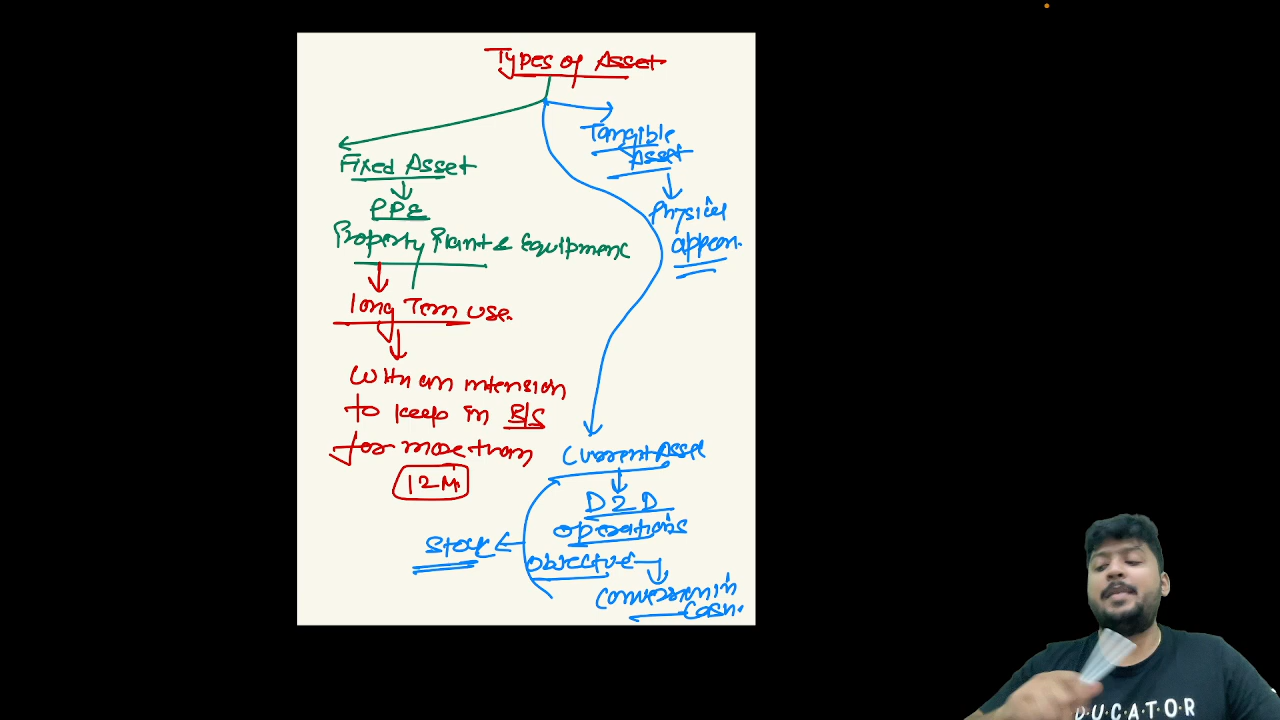 Types of Asset
Fixed Asset
PPE
Property Plant & Equipment
long Term use.
With an intension
to keep in B/S
for more than
12 M
Tangible
Asset
Physical
appear.
Current Asset
D2D
operations
objective
Conversion in
Cash.
Stock
DUCATOR